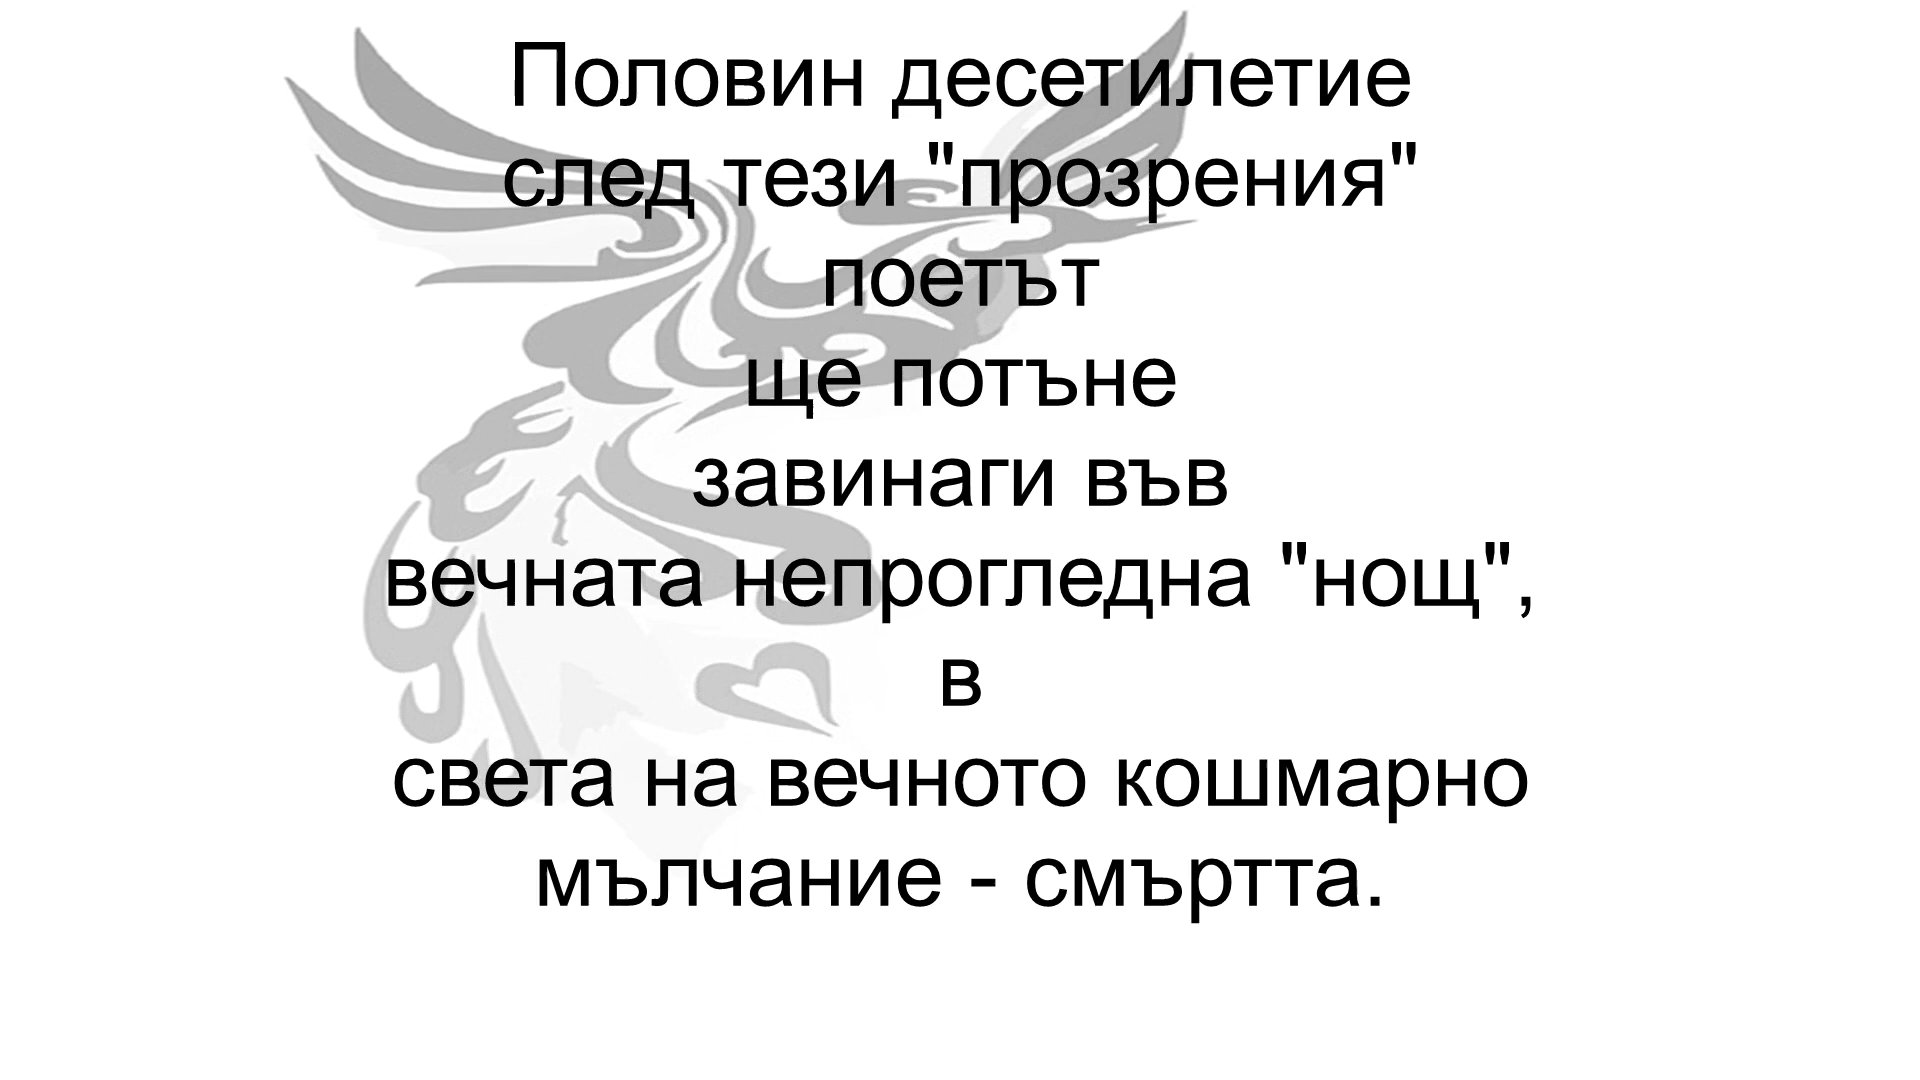 Половин десетилетие
след тези "прозрения"
поетът
ще потъне
завинаги във
вечната непрогледна "нощ",
в
света на вечното кошмарно
мълчание - смъртта.